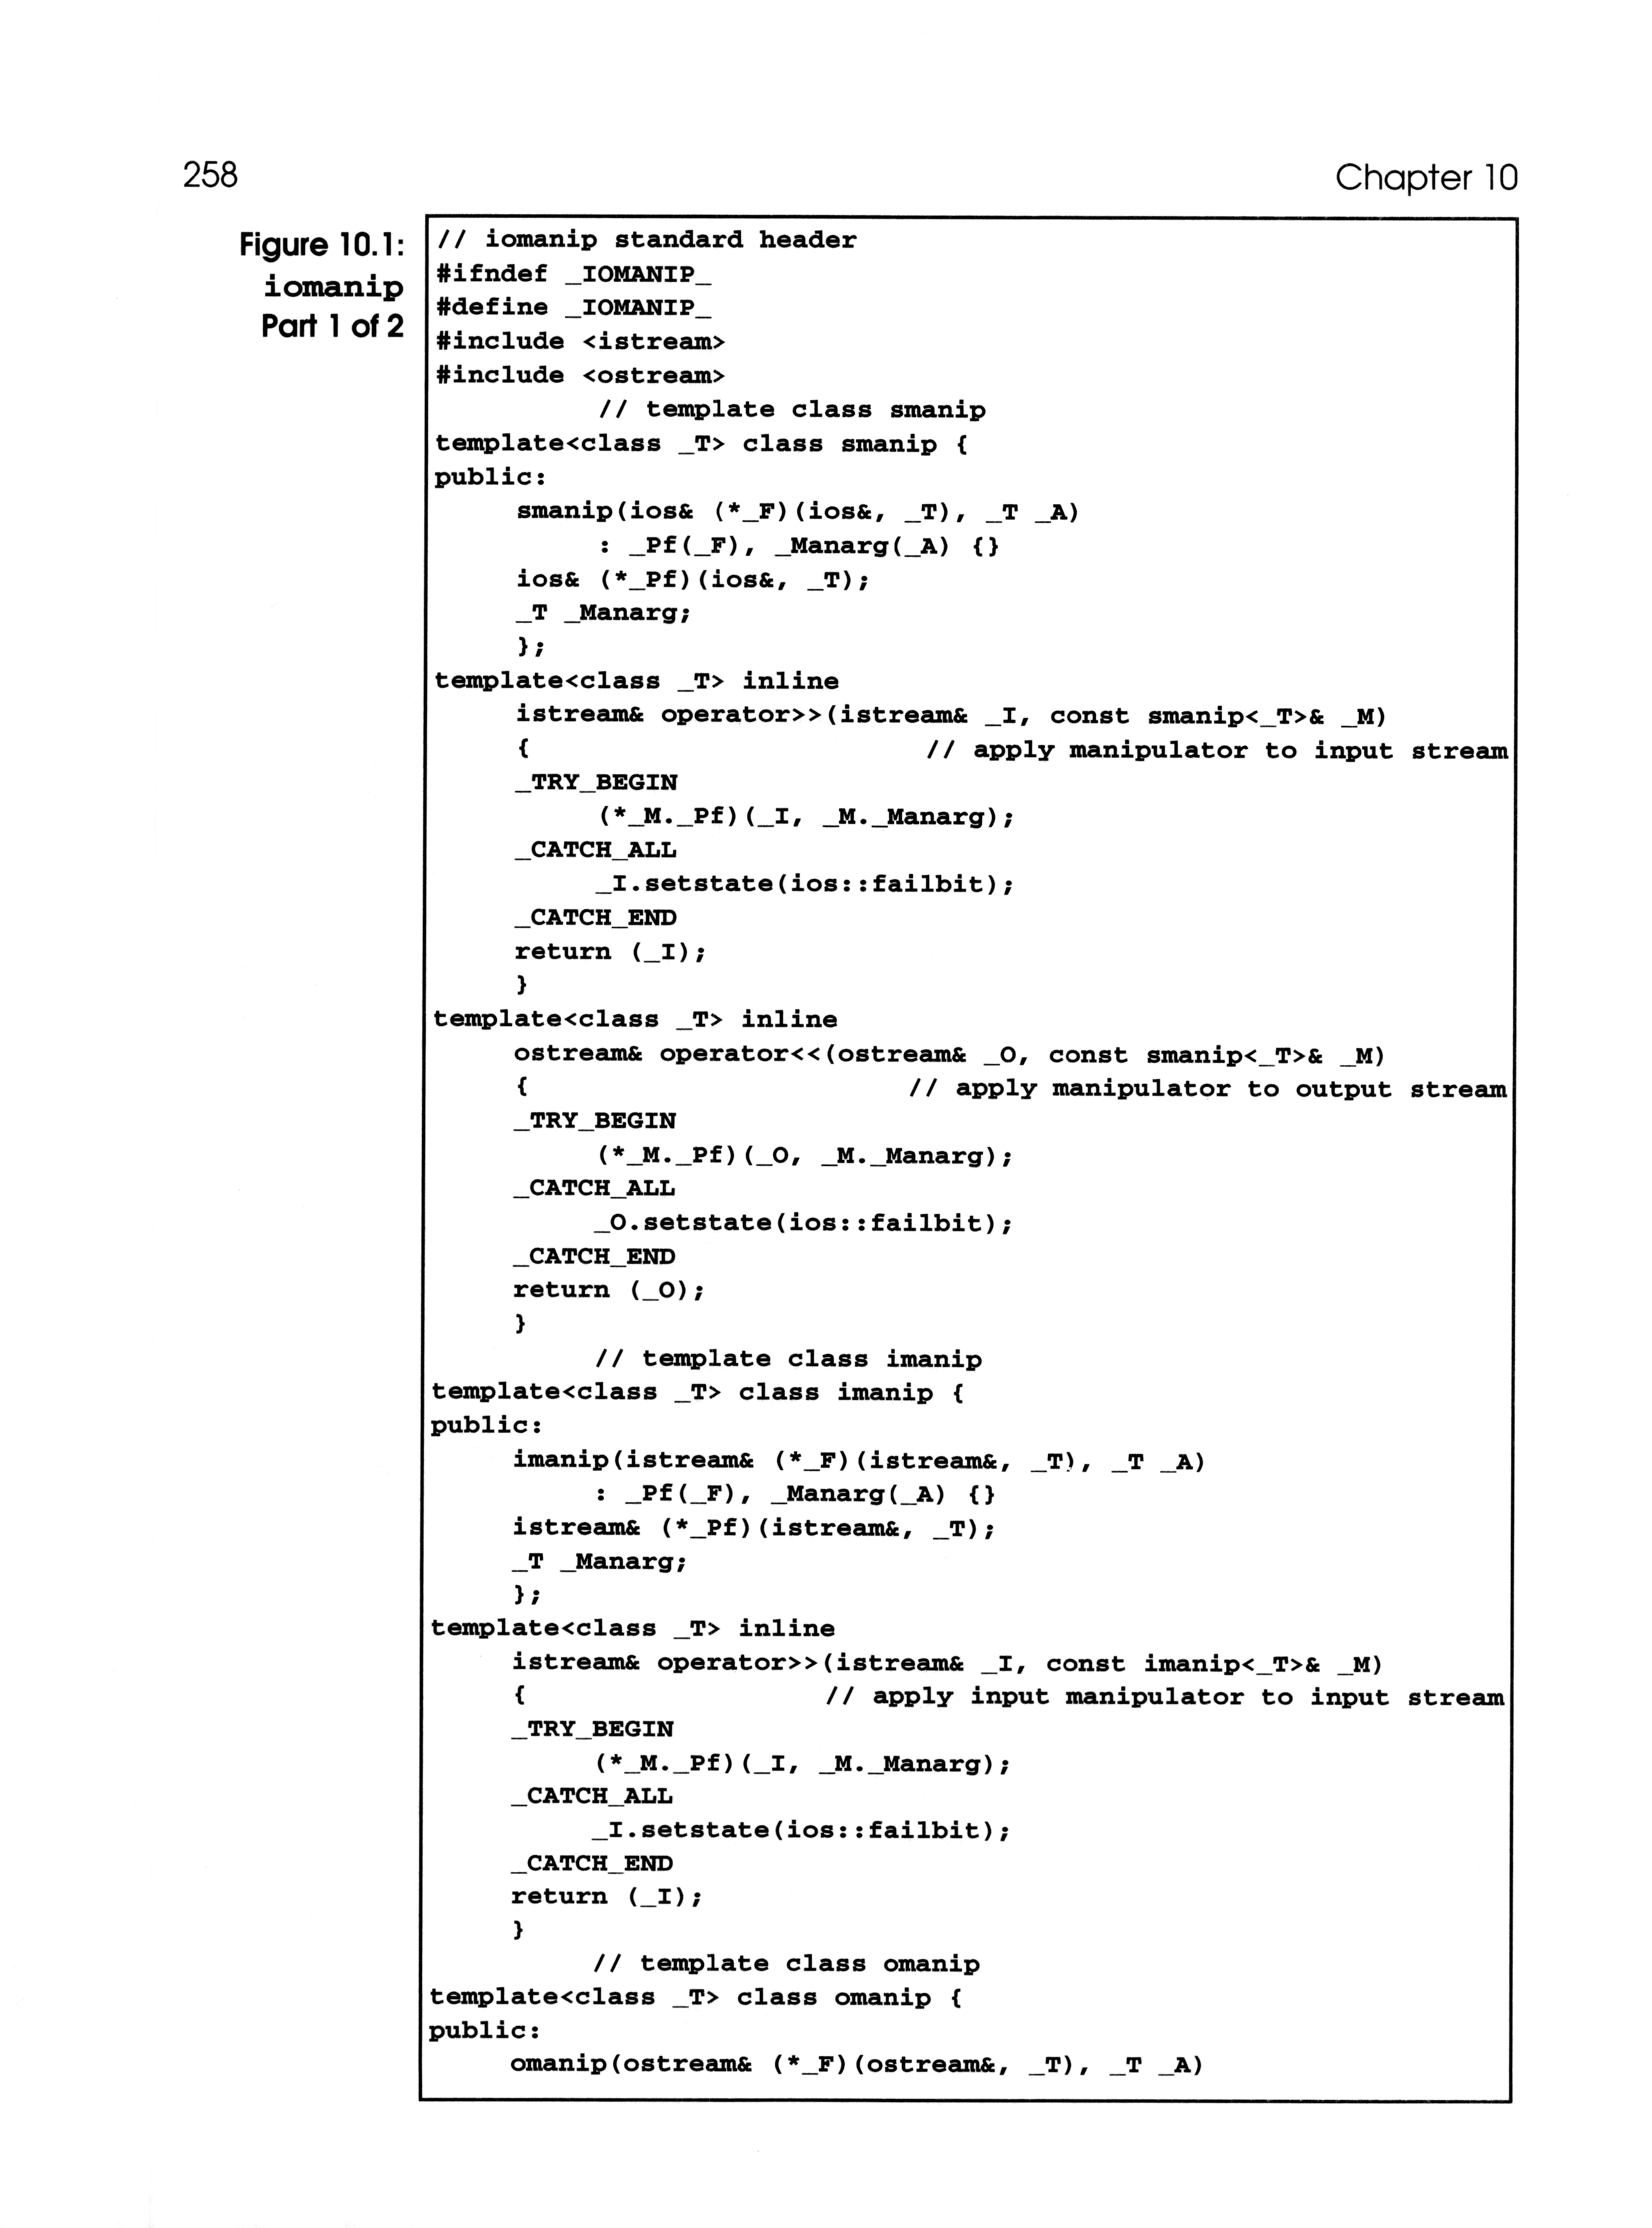 258
Chapter 10
Figure 10.1:
iomanip
Part 1 of 2
// iomanip standard header
#ifndef _IOMANIP_
#define _IOMANIP_
#include <istream>
#include <ostream>
// template class smanip
template<class _T> class smanip {
public:
smanip(ios& (*_F)(ios&, _T), _T _A)
: _Pf(_F), _Manarg(_A) {}
ios& (*_Pf)(ios&, _T);
_T _Manarg;
};
template<class _T> inline
istream& operator>>(istream& _I, const smanip<_T>& _M)
{ // apply manipulator to input stream
_TRY_BEGIN
(*_M._Pf)(_I, _M._Manarg);
_CATCH_ALL
_I.setstate(ios::failbit);
_CATCH_END
return (_I);
}
template<class _T> inline
ostream& operator<<(ostream& _O, const smanip<_T>& _M)
{ // apply manipulator to output stream
_TRY_BEGIN
(*_M._Pf)(_O, _M._Manarg);
_CATCH_ALL
_O.setstate(ios::failbit);
_CATCH_END
return (_O);
}
// template class imanip
template<class _T> class imanip {
public:
imanip(istream& (*_F)(istream&, _T), _T _A)
: _Pf(_F), _Manarg(_A) {}
istream& (*_Pf)(istream&, _T);
_T _Manarg;
};
template<class _T> inline
istream& operator>>(istream& _I, const imanip<_T>& _M)
{ // apply input manipulator to input stream
_TRY_BEGIN
(*_M._Pf)(_I, _M._Manarg);
_CATCH_ALL
_I.setstate(ios::failbit);
_CATCH_END
return (_I);
}
// template class omanip
template<class _T> class omanip {
public:
omanip(ostream& (*_F)(ostream&, _T), _T _A)